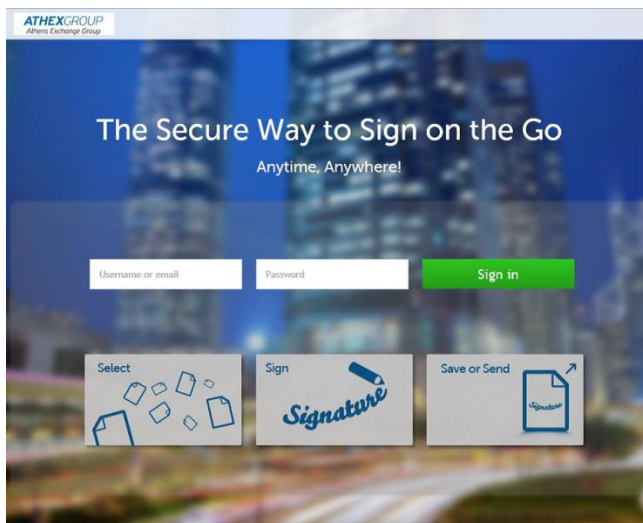 ATHEXGROUP
Athens Exchange Group
The Secure Way to Sign on the Go
Anytime, Anywhere!
Username or email
Password
Sign in
Select
Sign
Save or Send
Signature
Signature